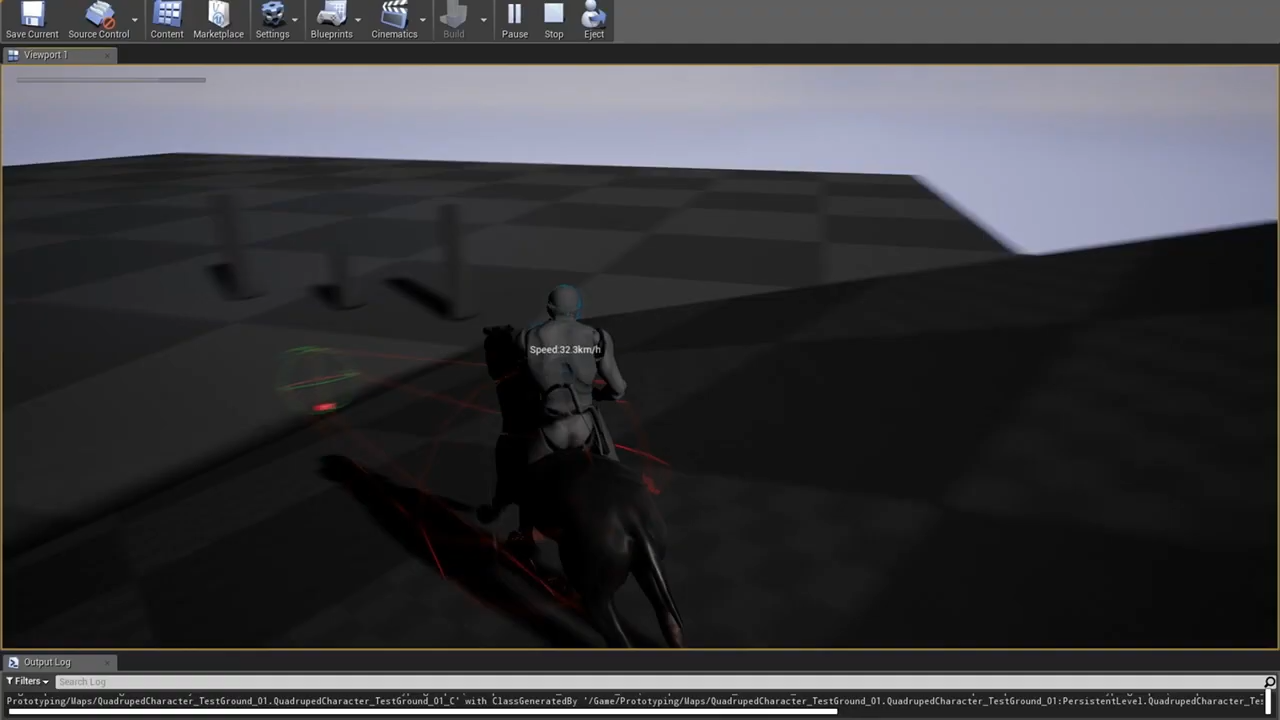 Save Current Source Control Content Marketplace Settings Blueprints Cinematics Build Pause Stop Eject
Viewport 1
Speed:32.3km/h
Output Log
Filters Search Log
Prototyping/Maps/QuadrupedCharacter_TestGround_01.QuadrupedCharacter_TestGround_01_C' with ClassGeneratedBy '/Game/Prototyping/Maps/QuadrupedCharacter_TestGround_01.QuadrupedCharacter_TestGround_01:PersistentLevel.QuadrupedCharacter_Tes